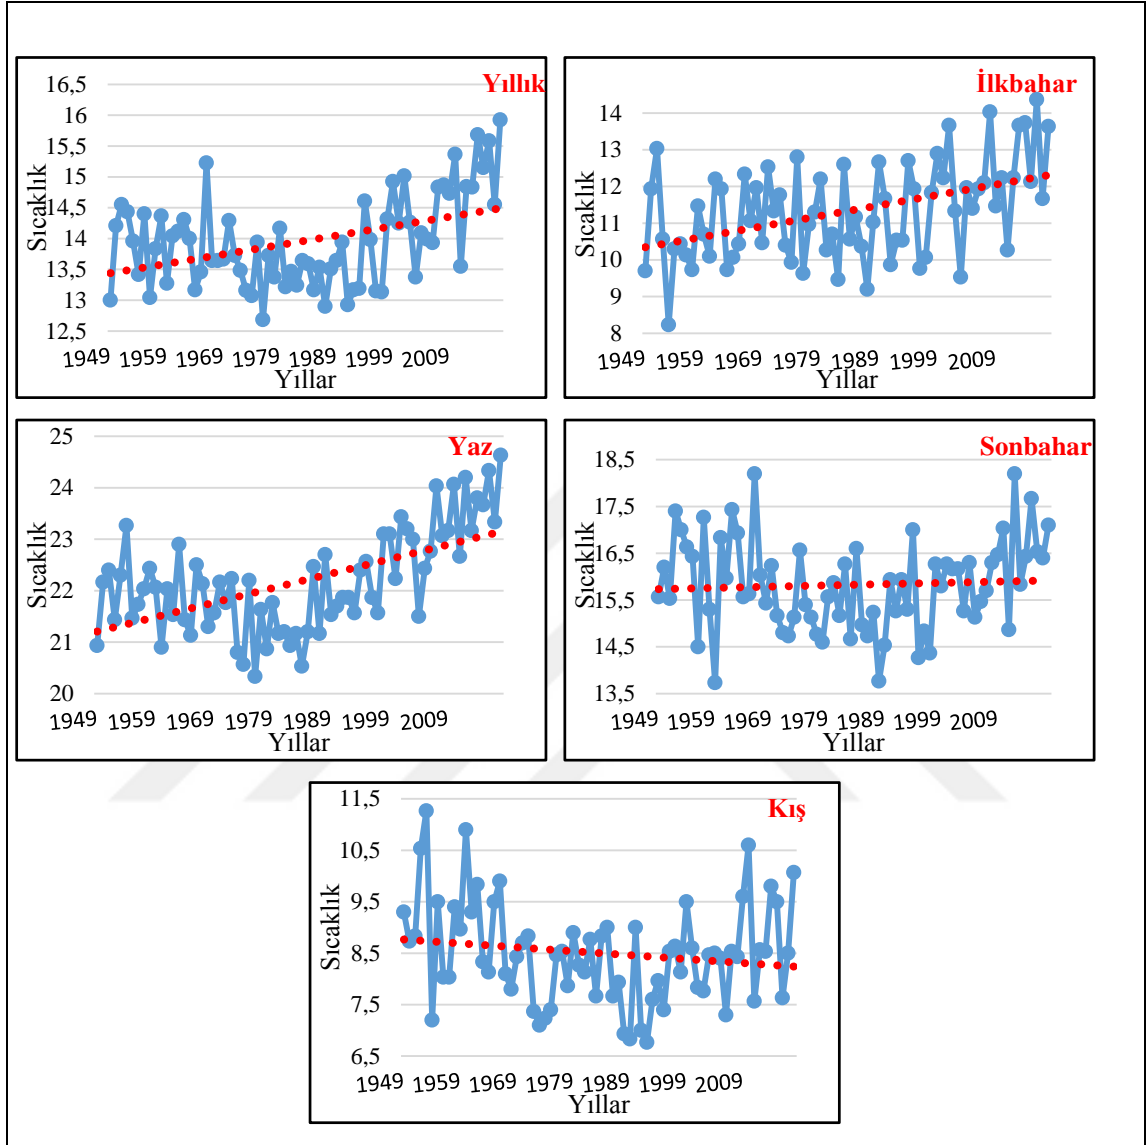 Yıllık
Sıcaklık
16,5
16
15,5
15
14,5
14
13,5
13
12,5
1949 1959 1969 1979 1989 1999 2009
Yıllar
İlkbahar
Sıcaklık
14
13
12
11
10
9
8
1949 1959 1969 1979 1989 1999 2009
Yıllar
Yaz
Sıcaklık
25
24
23
22
21
20
1949 1959 1969 1979 1989 1999 2009
Yıllar
Sonbahar
Sıcaklık
18,5
17,5
16,5
15,5
14,5
13,5
1949 1959 1969 1979 1989 1999 2009
Yıllar
Kış
Sıcaklık
11,5
10,5
9,5
8,5
7,5
6,5
1949 1959 1969 1979 1989 1999 2009
Yıllar